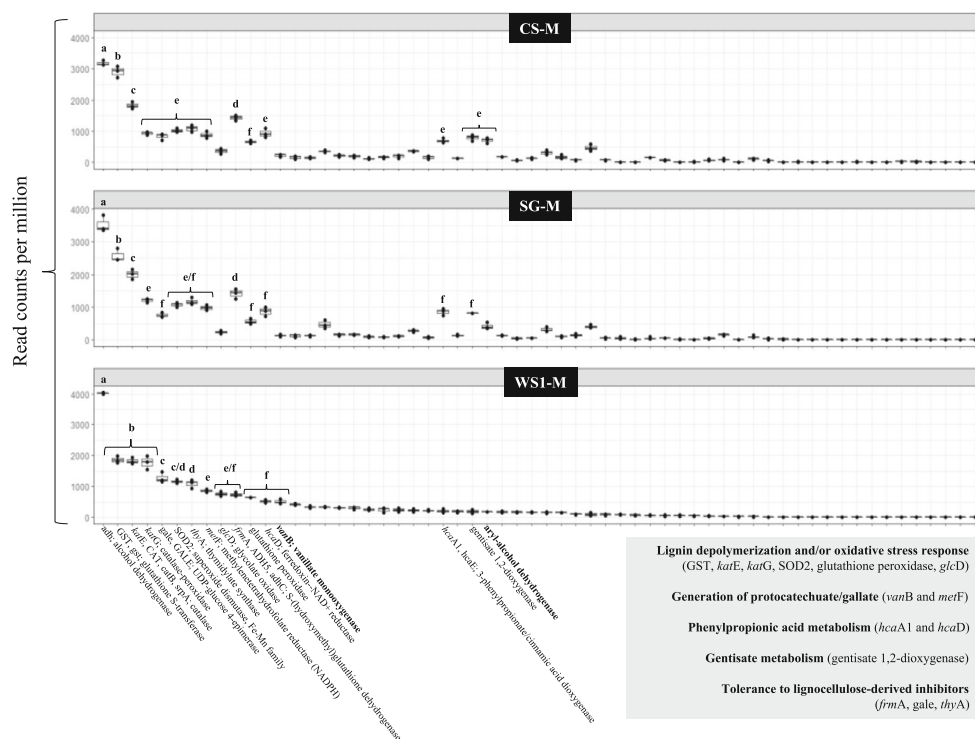 Read counts per million
CS-M
4000
3000
2000
1000
0
a
b
c
e
d
f
e
e
e
SG-M
4000
3000
2000
1000
0
a
b
c
e
f
e/f
d
f
f
f
f
WS1-M
4000
3000
2000
1000
0
a
b
c
c/d
d
e
e/f
f
adh; alcohol dehydrogenase
GST, gst; glutathione S-transferase
katE, CAT, catB, srpA; catalase
katG; catalase-peroxidase
gale, GALE; UDP-glucose 4-epimerase
SOD2; superoxide dismutase, Fe-Mn family
thyA; thymidylate synthase
metF; methylenetetrahydrofolate reductase (NADPH)
glcD; glycolate oxidase
frmA, ADH5, adhC; S-(hydroxymethyl)glutathione dehydrogenase
glutathione peroxidase
hcaD; ferredoxin--NAD+ reductase
vanB; vanillate monooxygenase
hcaA1, hcaE; 3-phenylpropionate/cinnamic acid dioxygenase
gentisate 1,2-dioxygenase
aryl-alcohol dehydrogenase
Lignin depolymerization and/or oxidative stress response
(GST, katE, katG, SOD2, glutathione peroxidase, glcD)
Generation of protocatechuate/gallate (vanB and metF)
Phenylpropionic acid metabolism (hcaA1 and hcaD)
Gentisate metabolism (gentisate 1,2-dioxygenase)
Tolerance to lignocellulose-derived inhibitors
(frmA, gale, thyA)